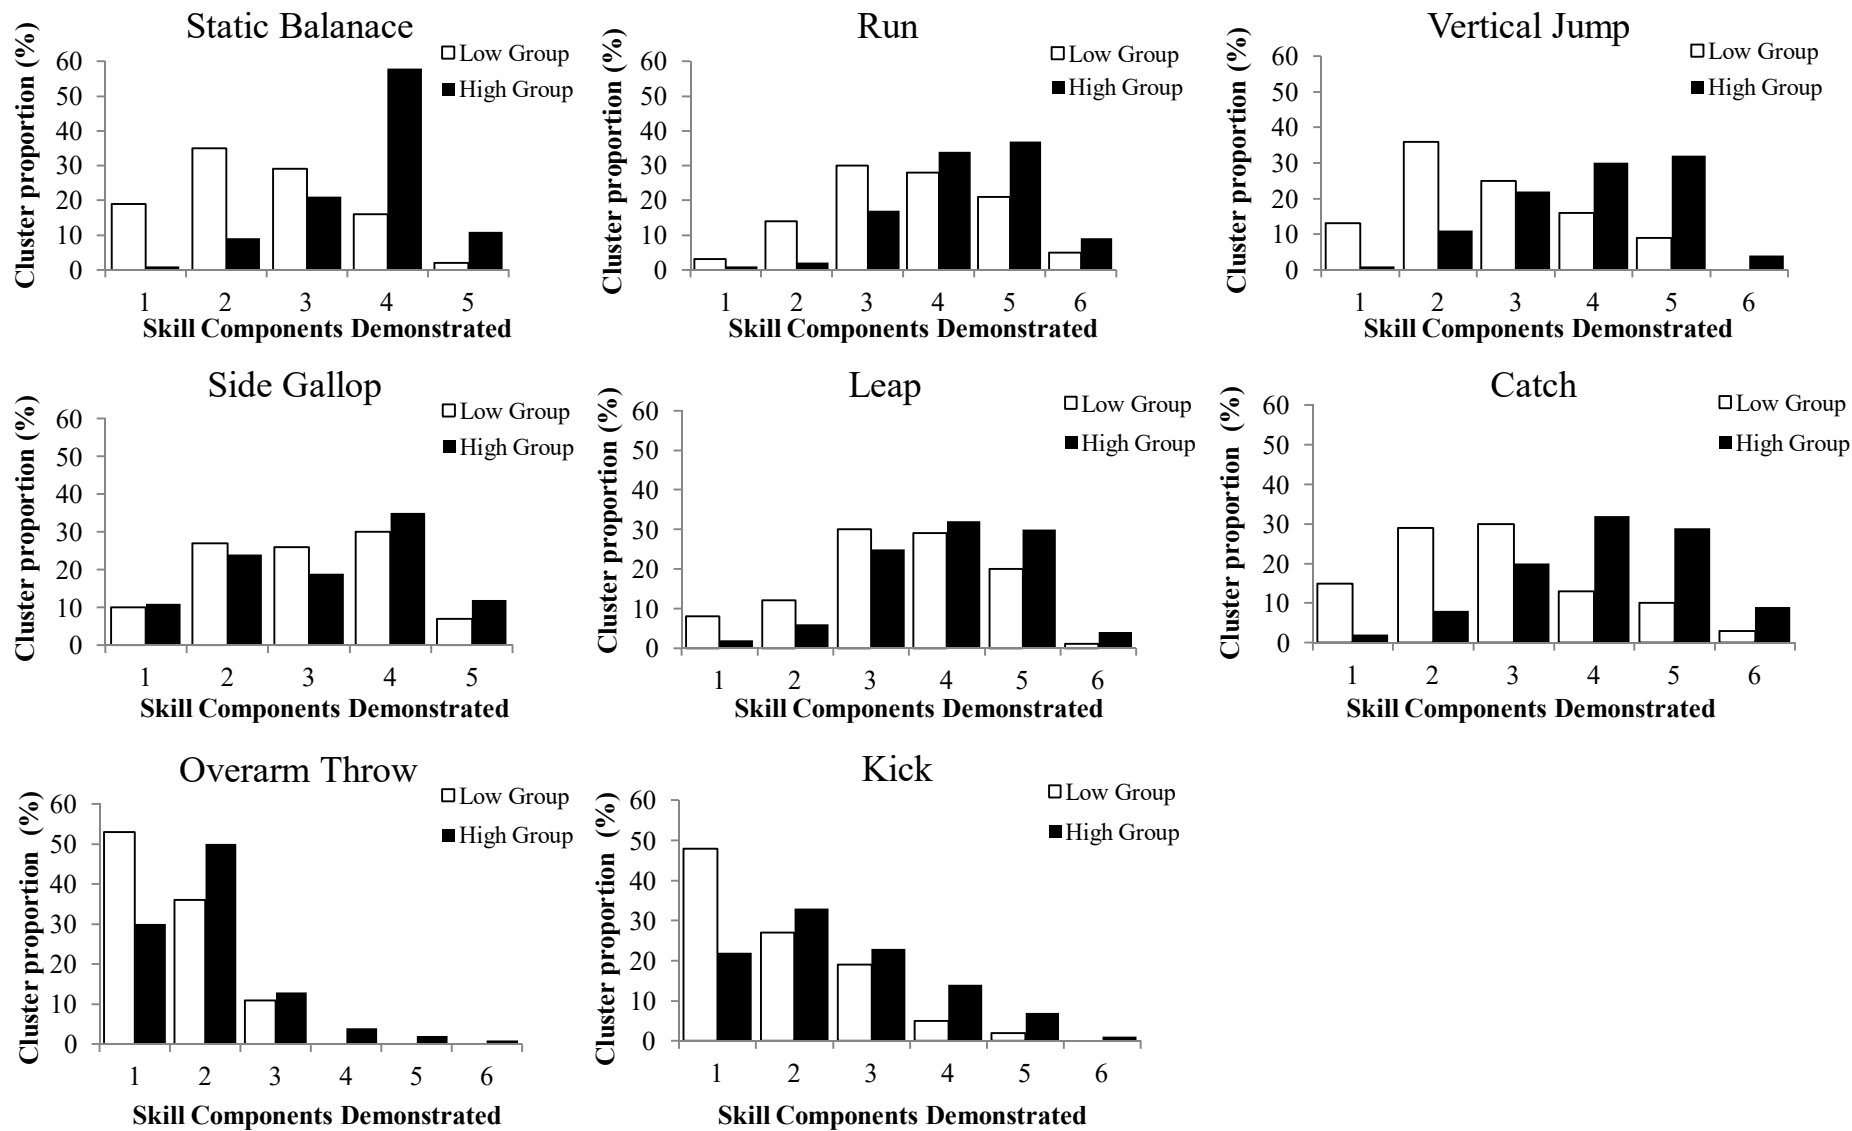 Static Balanace
Cluster proportion (%)
60
50
40
30
20
10
0
Low Group
High Group
1 2 3 4 5
Skill Components Demonstrated
Run
Cluster proportion (%)
60
50
40
30
20
10
0
Low Group
High Group
1 2 3 4 5 6
Skill Components Demonstrated
Vertical Jump
Cluster proportion (%)
60
50
40
30
20
10
0
Low Group
High Group
1 2 3 4 5 6
Skill Components Demonstrated
Side Gallop
Cluster proportion (%)
60
50
40
30
20
10
0
Low Group
High Group
1 2 3 4 5
Skill Components Demonstrated
Leap
Cluster proportion (%)
60
50
40
30
20
10
0
Low Group
High Group
1 2 3 4 5 6
Skill Components Demonstrated
Catch
Cluster proportion (%)
60
50
40
30
20
10
0
Low Group
High Group
1 2 3 4 5 6
Skill Components Demonstrated
Overarm Throw
Cluster proportion (%)
60
50
40
30
20
10
0
Low Group
High Group
1 2 3 4 5 6
Skill Components Demonstrated
Kick
Cluster proportion (%)
60
50
40
30
20
10
0
Low Group
High Group
1 2 3 4 5 6
Skill Components Demonstrated